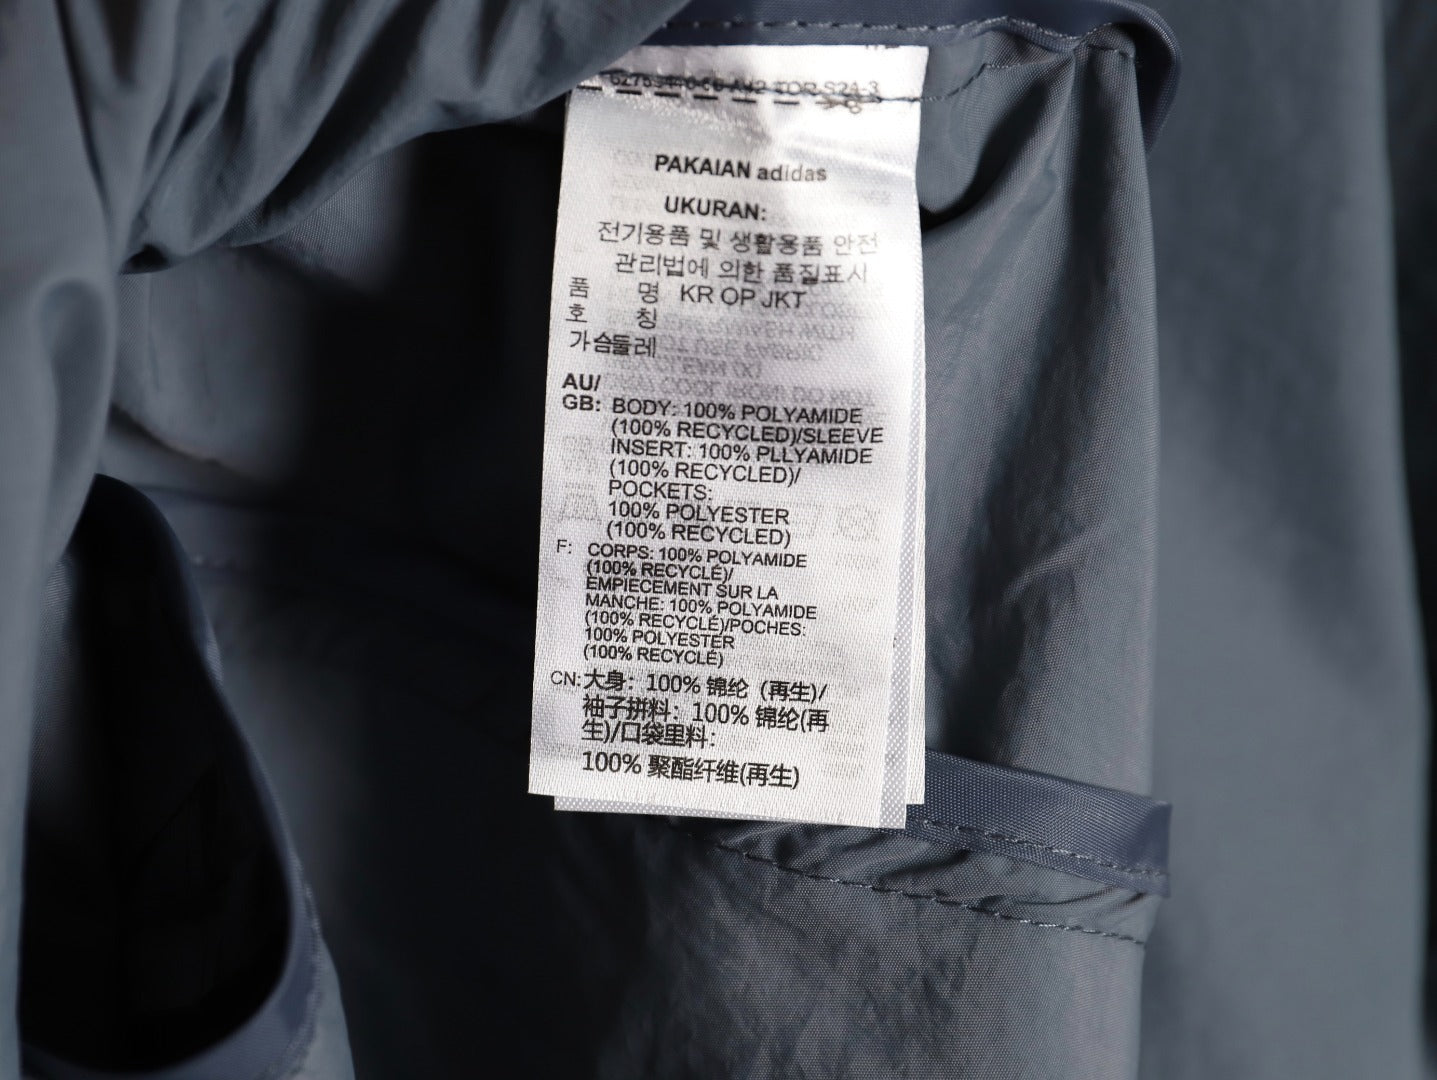 PAKAIAN adidas
UKURAN:
전기용품 및 생활용품 안전
관리법에 의한 품질표시
품 명 KR OP JKT
호 칭
가슴둘레
AU/
GB: BODY: 100% POLYAMIDE
(100% RECYCLED)/SLEEVE
INSERT: 100% PLLYAMIDE
(100% RECYCLED)/
POCKETS:
100% POLYESTER
(100% RECYCLED)
F: CORPS: 100% POLYAMIDE
(100% RECYCLÉ)/
EMPIECEMENT SUR LA
MANCHE: 100% POLYAMIDE
(100% RECYCLÉ)/POCHES:
100% POLYESTER
(100% RECYCLÉ)
CN: 大身：100% 锦纶 (再生)/
袖子拼料：100% 锦纶(再
生)/口袋里料：
100% 聚酯纤维(再生)